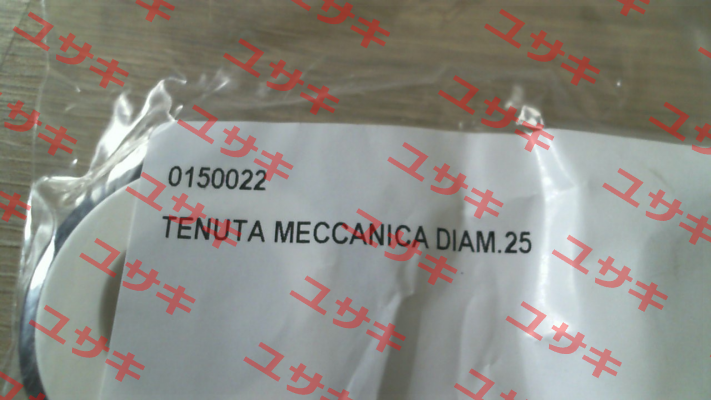 0150022
TENUTA MECCANICA DIAM.25
ユサキ